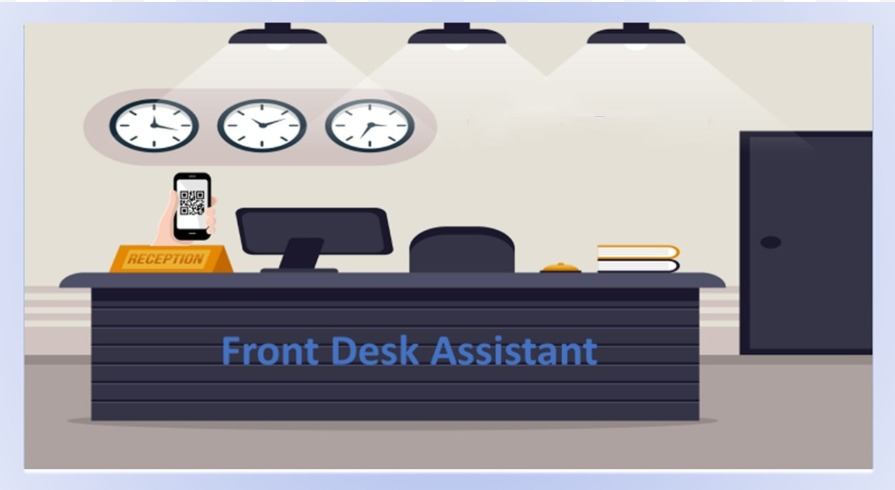 RECEPTION
Front Desk Assistant